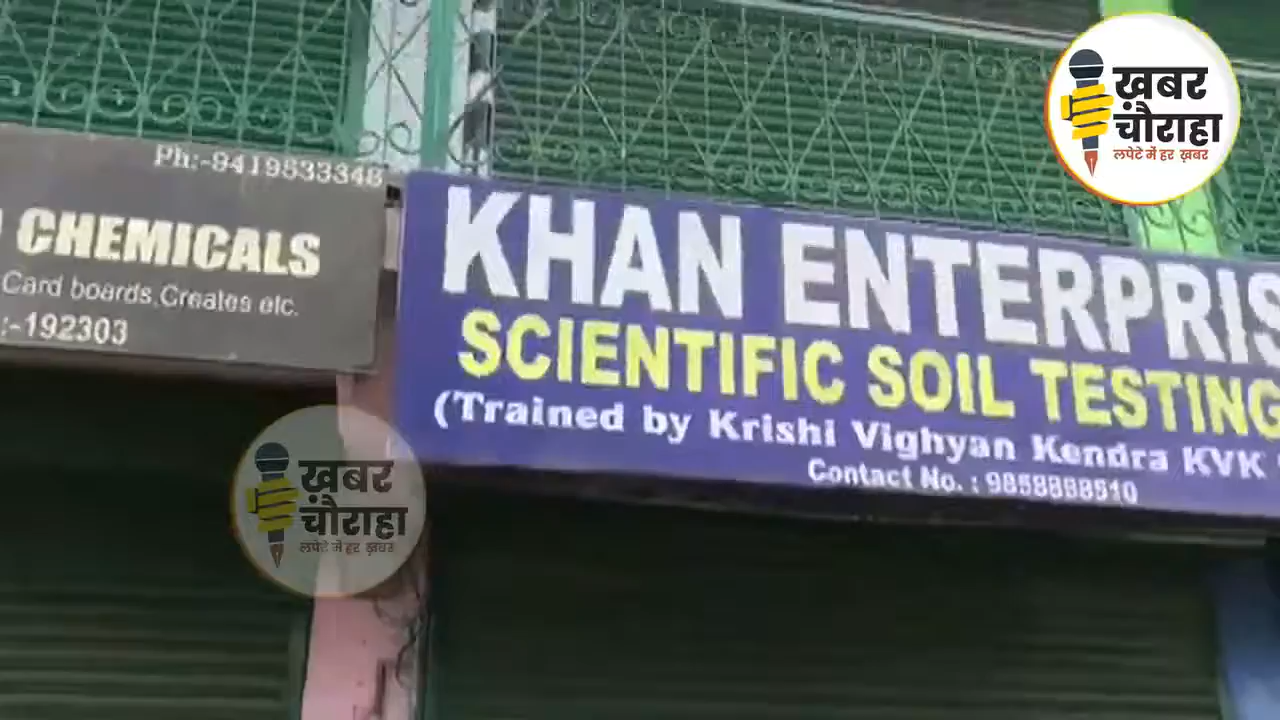 Ph:-9419533348
CHEMICALS
Card boards,Creates etc.
:-192303
KHAN ENTERPRIS
SCIENTIFIC SOIL TESTING
(Trained by Krishi Vighyan Kendra KVK
Contact No. : 9858888510
ख़बर
चौराहा
लपेटे में हर ख़बर
ख़बर
चौराहा
लपेटे में हर ख़बर